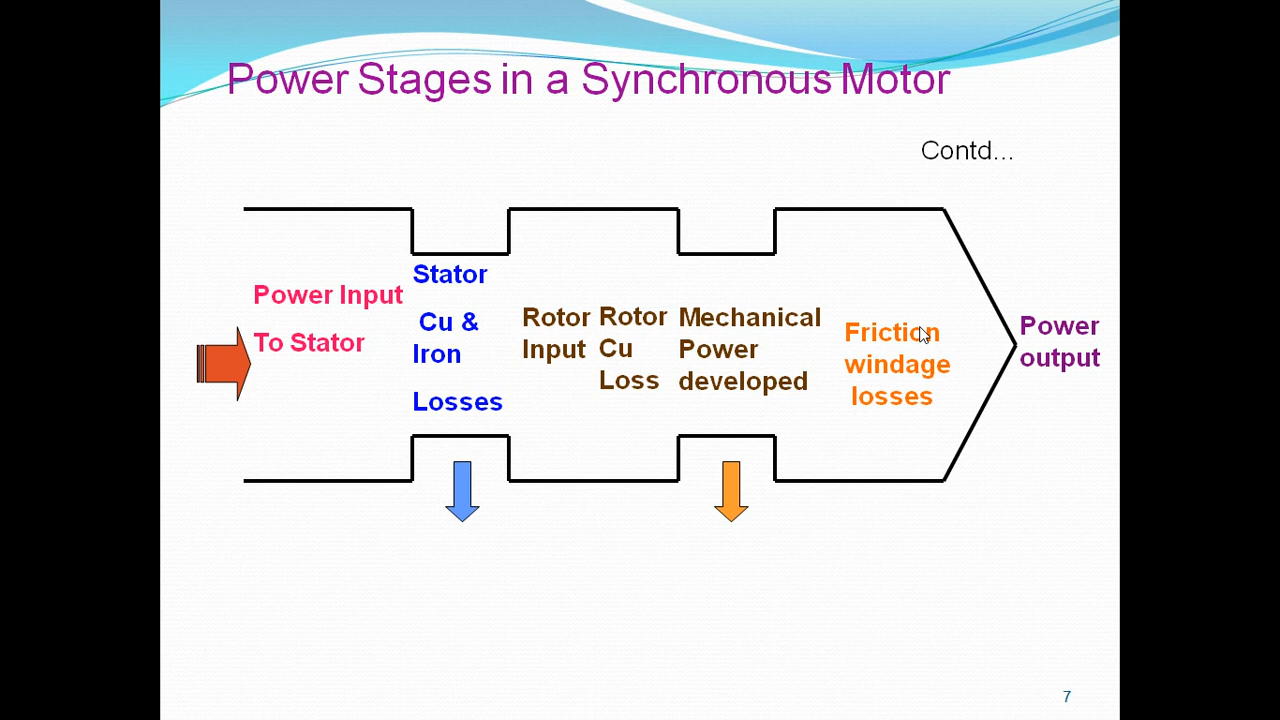 Power Stages in a Synchronous Motor
Contd...
Power Input
To Stator
Stator
Cu &
Iron
Losses
Rotor
Input
Rotor
Cu
Loss
Mechanical
Power
developed
Friction
windage
losses
Power
output
7